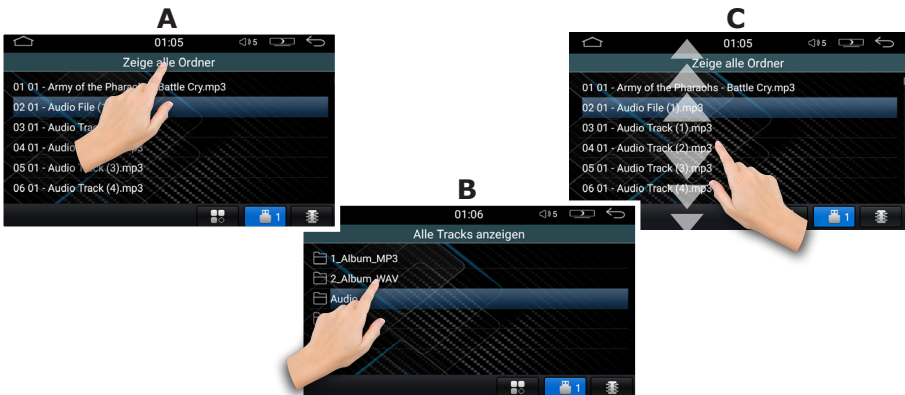 A
01:05 5
Zeige alle Ordner
01 01 - Army of the Pharaohs - Battle Cry.mp3
02 01 - Audio File (
03 01 - Audio Tra
04 01 - Audio
05 01 - Audio Track (3).mp3
06 01 - Audio Track (4).mp3
1
B
01:06 5
Alle Tracks anzeigen
1_Album_MP3
2_Album_WAV
Audio
1
C
01:05 5
Zeige alle Ordner
01 01 - Army of the Pharaohs - Battle Cry.mp3
02 01 - Audio File (1).mp3
03 01 - Audio Track (1).mp3
04 01 - Audio Track (2).mp3
05 01 - Audio Track (3).mp3
06 01 - Audio Track (4).mp3
1